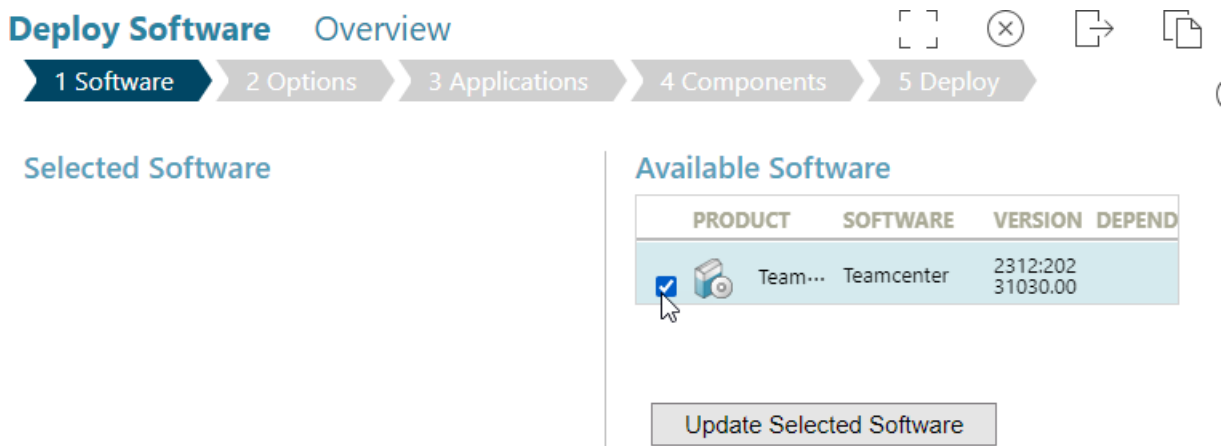 Deploy Software Overview
1 Software 2 Options 3 Applications 4 Components 5 Deploy
Selected Software
Available Software
PRODUCT SOFTWARE VERSION DEPEND
Team... Teamcenter 2312:202
31030.00
Update Selected Software